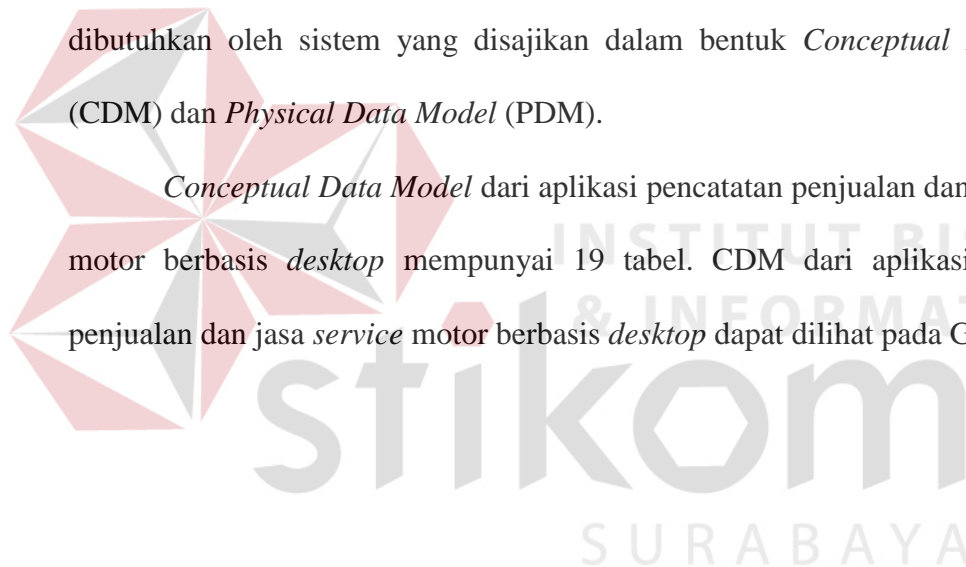 dibutuhkan oleh sistem yang disajikan dalam bentuk Conceptual
(CDM) dan Physical Data Model (PDM).
Conceptual Data Model dari aplikasi pencatatan penjualan dan
motor berbasis desktop mempunyai 19 tabel. CDM dari aplikasi
penjualan dan jasa service motor berbasis desktop dapat dilihat pada G
INSTITUT BIS
& INFORMAT
stikom
SURABAYA